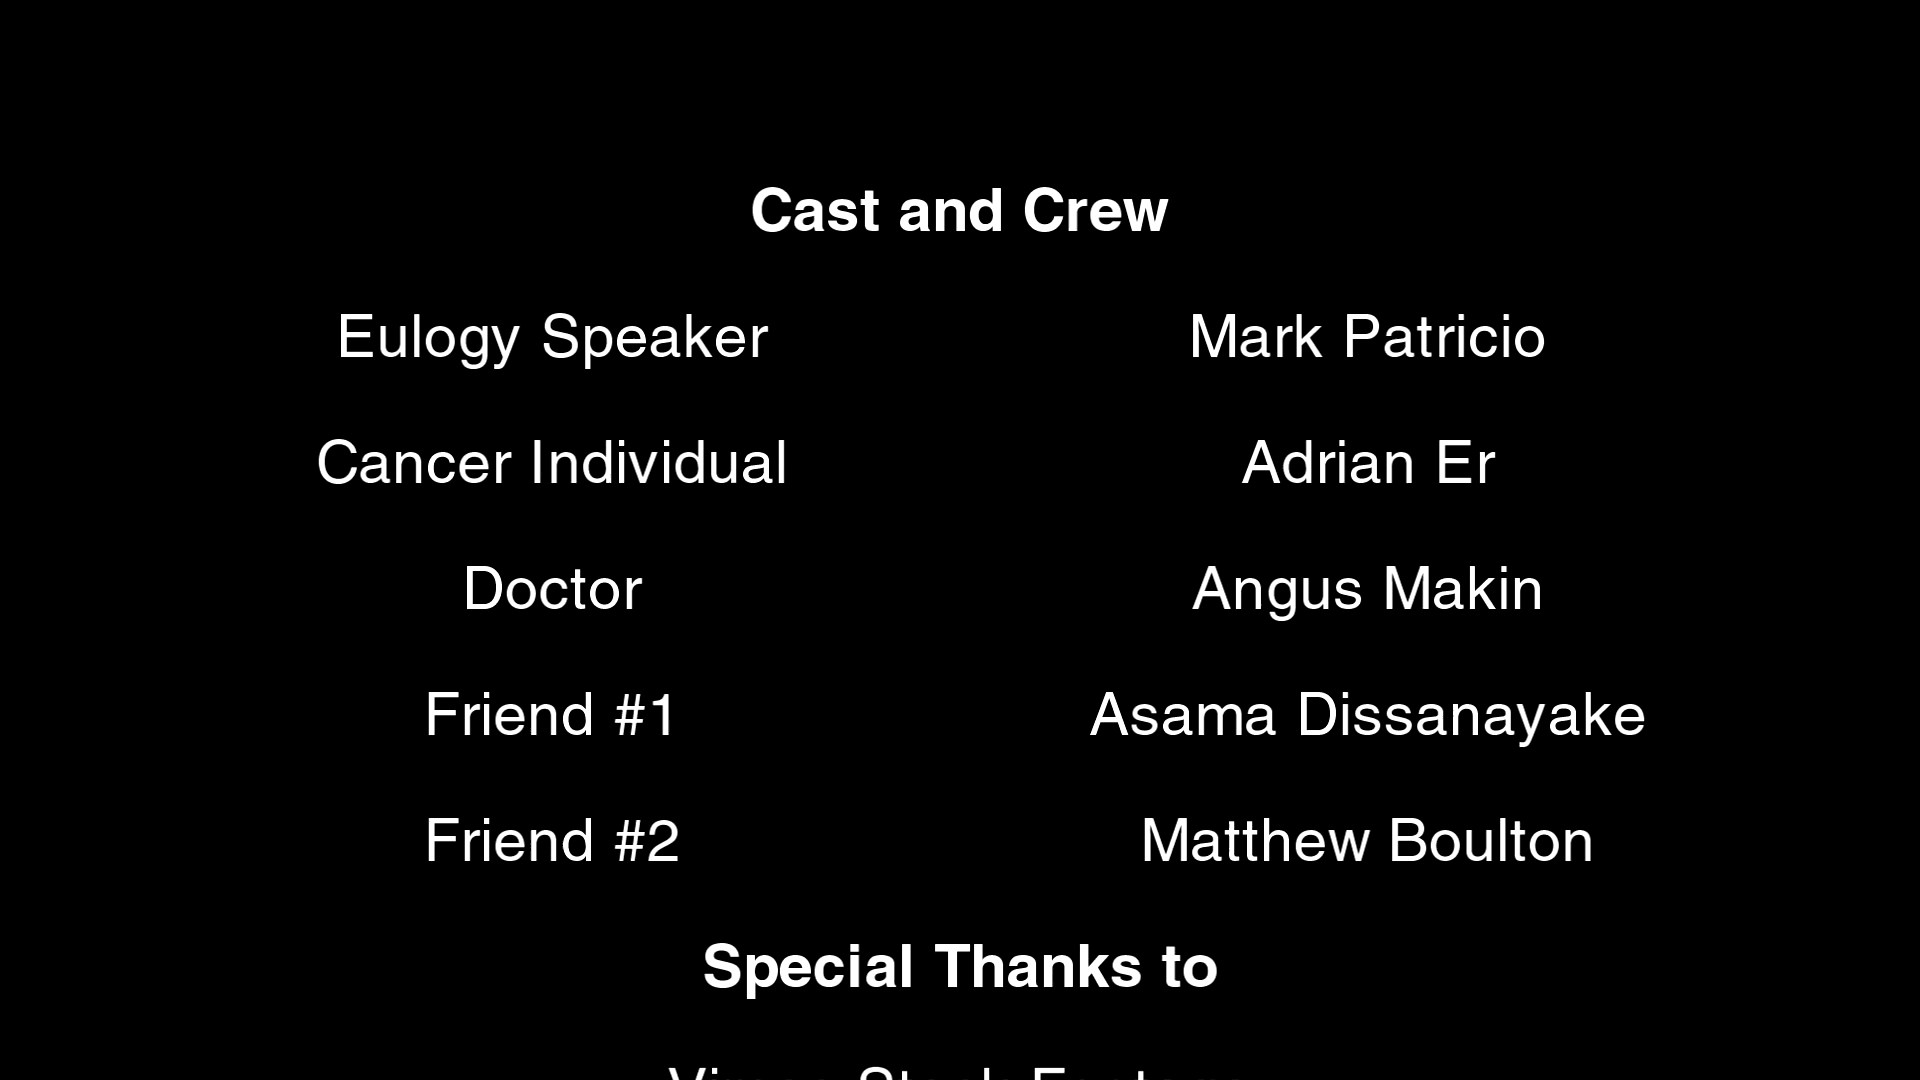 Cast and Crew
Eulogy Speaker Mark Patricio
Cancer Individual Adrian Er
Doctor Angus Makin
Friend #1 Asama Dissanayake
Friend #2 Matthew Boulton
Special Thanks to